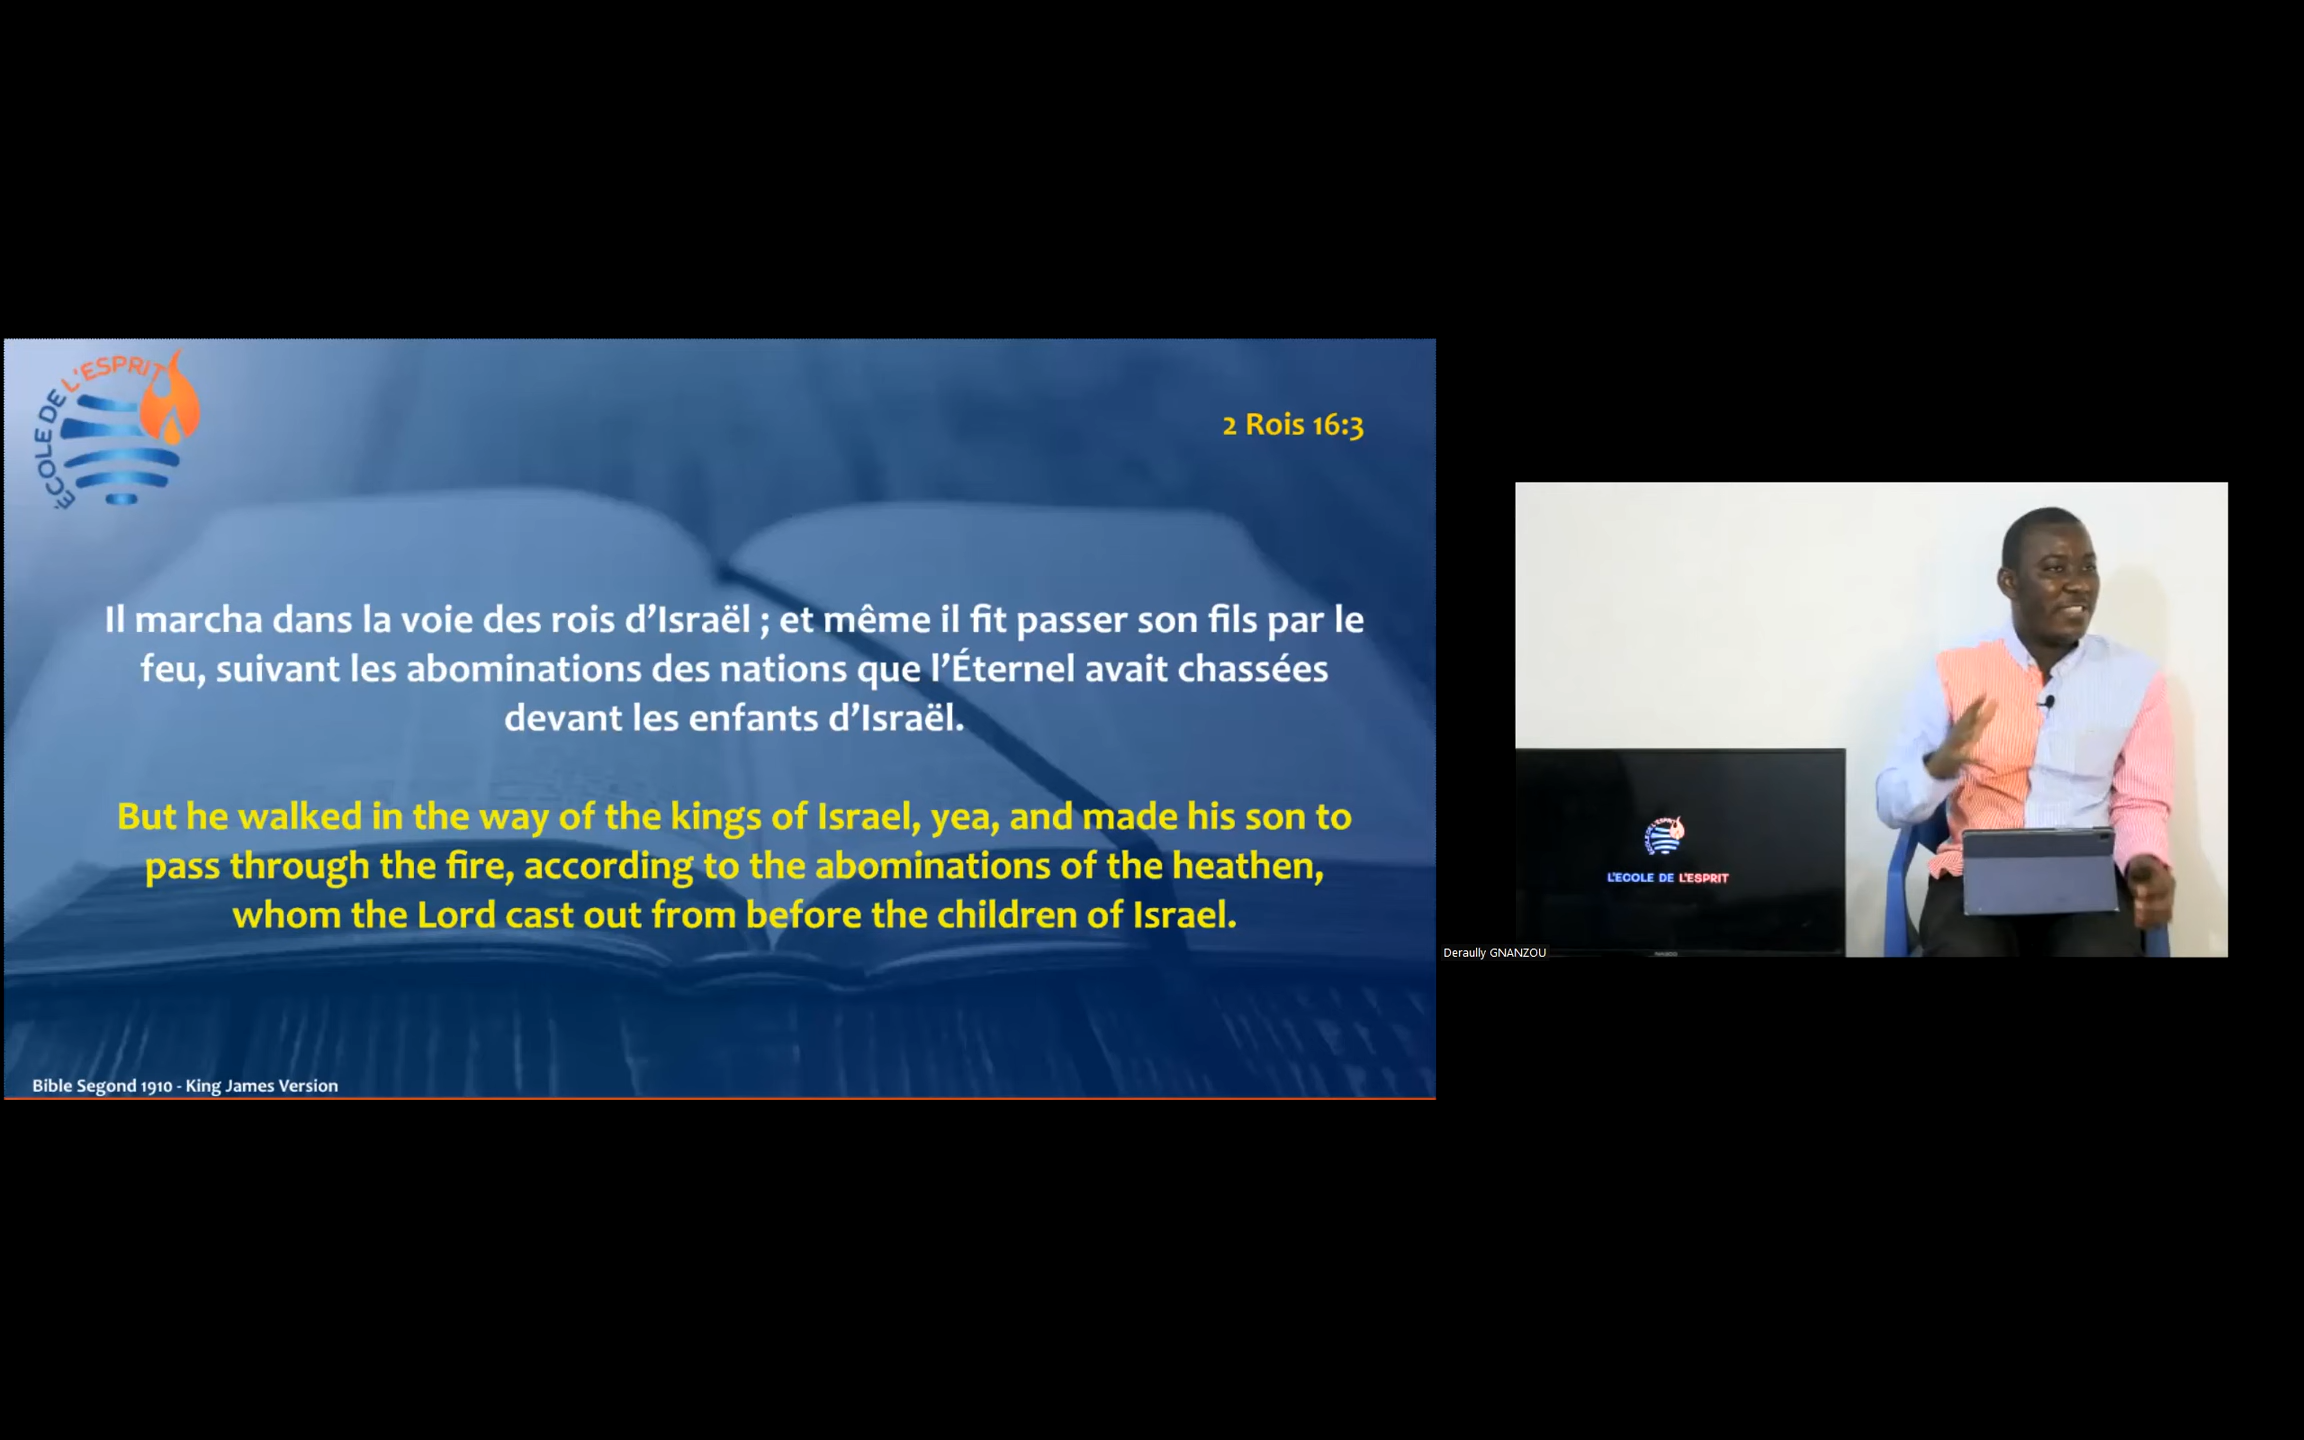 L'ECOLE DE L'ESPRIT
2 Rois 16:3
Il marcha dans la voie des rois d’Israël ; et même il fit passer son fils par le
feu, suivant les abominations des nations que l’Éternel avait chassées
devant les enfants d’Israël.
But he walked in the way of the kings of Israel, yea, and made his son to
pass through the fire, according to the abominations of the heathen,
whom the Lord cast out from before the children of Israel.
Bible Segond 1910 - King James Version
L'ECOLE DE L'ESPRIT
L'ECOLE DE L'ESPRIT
Deraully GNANZOU